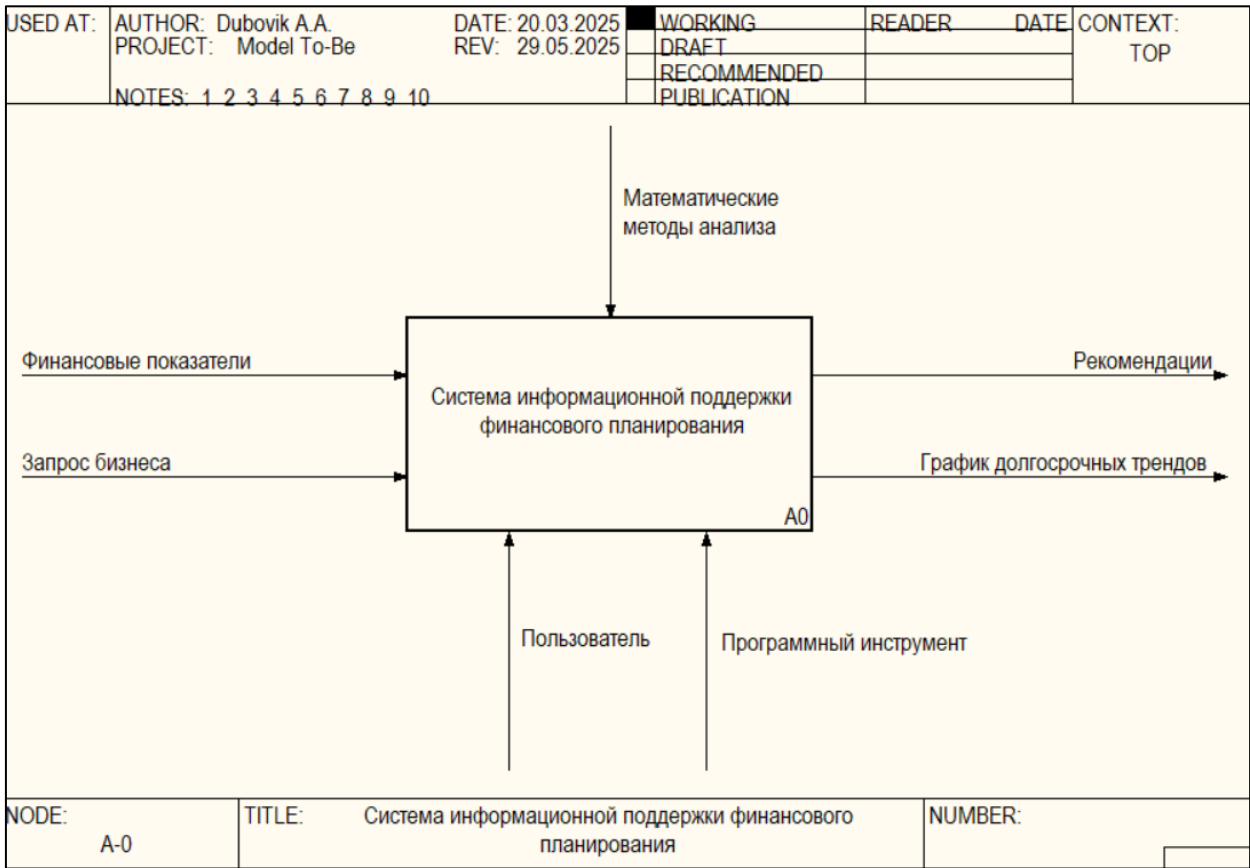 USED AT:
AUTHOR: Dubovik A.A.
DATE: 20.03.2025
PROJECT: Model To-Be
REV: 29.05.2025
NOTES: 1 2 3 4 5 6 7 8 9 10
WORKING
DRAFT
RECOMMENDED
PUBLICATION
READER
DATE
CONTEXT:
TOP
Математические
методы анализа
Финансовые показатели
Запрос бизнеса
Система информационной поддержки
финансового планирования
A0
Рекомендации
График долгосрочных трендов
Пользователь
Программный инструмент
NODE:
A-0
TITLE:
Система информационной поддержки финансового
планирования
NUMBER: